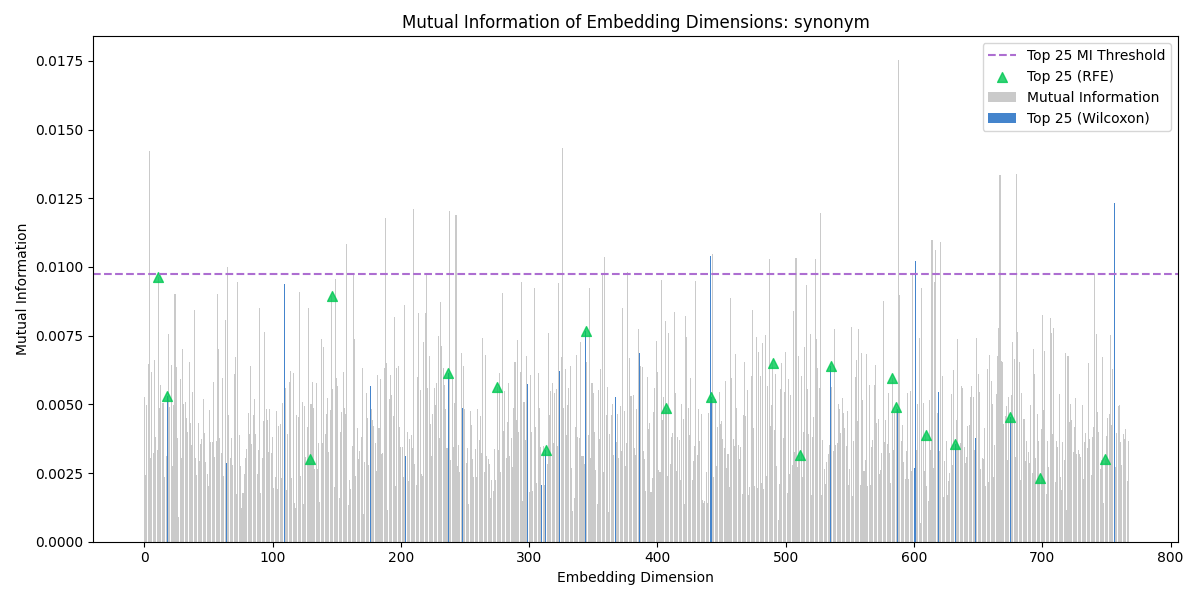 Mutual Information of Embedding Dimensions: synonym
Mutual Information
0.0175
0.0150
0.0125
0.0100
0.0075
0.0050
0.0025
0.0000
Top 25 MI Threshold
Top 25 (RFE)
Mutual Information
Top 25 (Wilcoxon)
0 100 200 300 400 500 600 700 800
Embedding Dimension